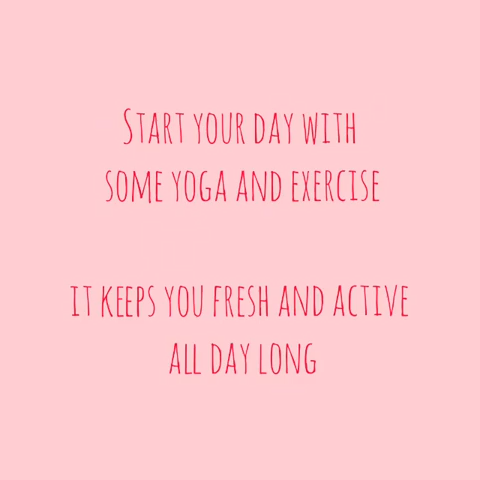 Start your day with
some yoga and exercise
it keeps you fresh and active
all day long